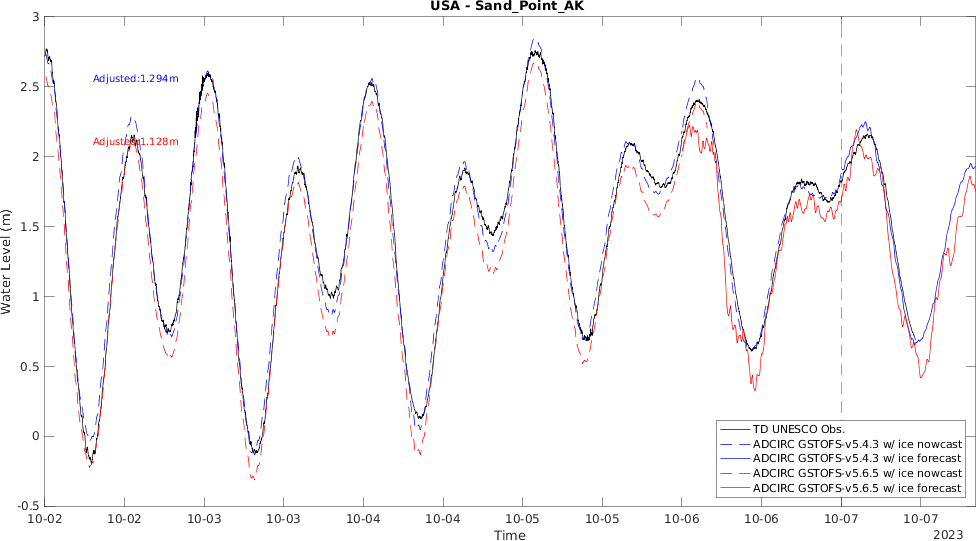 USA - Sand_Point_AK
3
2.5
2
1.5
1
0.5
0
-0.5
Water Level (m)
Adjusted:1.294m
Adjusted:1.128m
TD UNESCO Obs.
ADCIRC GSTOFS-v5.4.3 w/ ice nowcast
ADCIRC GSTOFS-v5.4.3 w/ ice forecast
ADCIRC GSTOFS-v5.6.5 w/ ice nowcast
ADCIRC GSTOFS-v5.6.5 w/ ice forecast
10-02 10-02 10-03 10-03 10-04 10-04 10-05 10-05 10-06 10-06 10-07 10-07
Time
2023